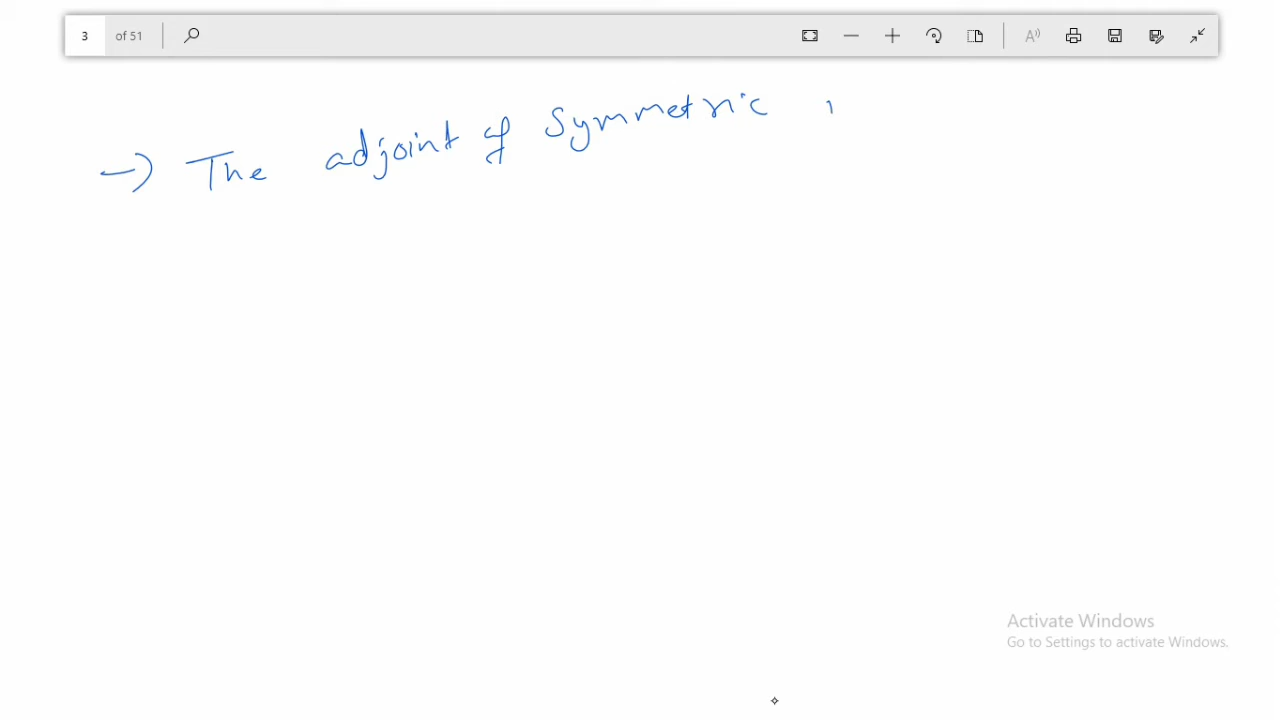 3 of 51
→ The adjoint of Symmetric
Activate Windows
Go to Settings to activate Windows.